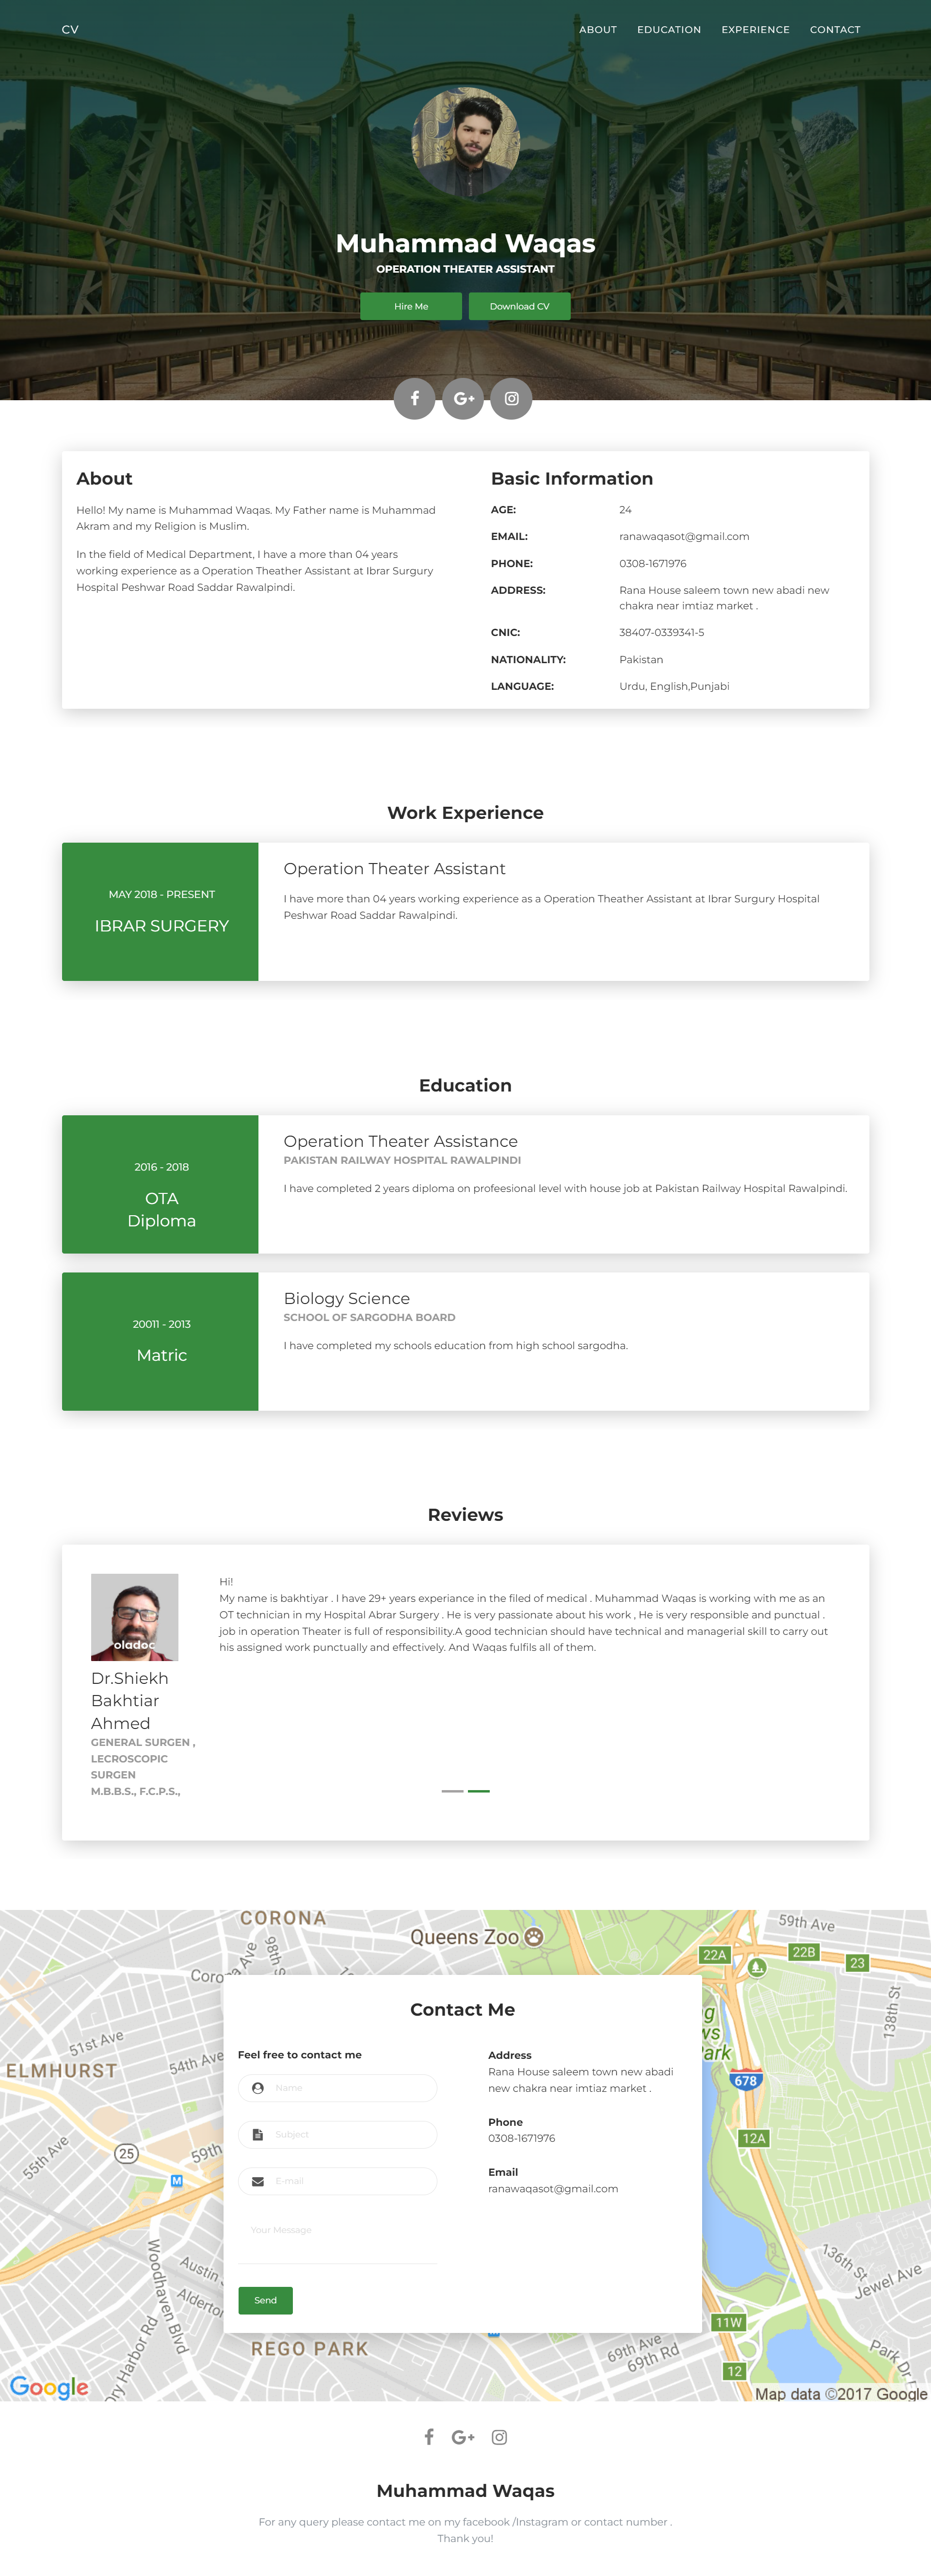 CV
ABOUT EDUCATION EXPERIENCE CONTACT
Muhammad Waqas
OPERATION THEATER ASSISTANT
Hire Me
Download CV
About
Hello! My name is Muhammad Waqas. My Father name is Muhammad
Akram and my Religion is Muslim.
In the field of Medical Department, I have a more than 04 years
working experience as a Operation Theather Assistant at Ibrar Surgury
Hospital Peshwar Road Saddar Rawalpindi.
Basic Information
AGE: 24
EMAIL: ranawaqasot@gmail.com
PHONE: 0308-1671976
ADDRESS: Rana House saleem town new abadi new
chakra near imtiaz market .
CNIC: 38407-0339341-5
NATIONALITY: Pakistan
LANGUAGE: Urdu, English,Punjabi
Work Experience
MAY 2018 - PRESENT
IBRAR SURGERY
Operation Theater Assistant
I have more than 04 years working experience as a Operation Theather Assistant at Ibrar Surgury Hospital
Peshwar Road Saddar Rawalpindi.
Education
2016 - 2018
OTA
Diploma
Operation Theater Assistance
PAKISTAN RAILWAY HOSPITAL RAWALPINDI
I have completed 2 years diploma on profeesional level with house job at Pakistan Railway Hospital Rawalpindi.
20011 - 2013
Matric
Biology Science
SCHOOL OF SARGODHA BOARD
I have completed my schools education from high school sargodha.
Reviews
oladoc
Dr.Shiekh
Bakhtiar
Ahmed
GENERAL SURGEN ,
LECROSCOPIC
SURGEN
M.B.B.S., F.C.P.S.,
Hi!
My name is bakhtiyar . I have 29+ years experiance in the filed of medical . Muhammad Waqas is working with me as an
OT technician in my Hospital Abrar Surgery . He is very passionate about his work , He is very responsible and punctual .
job in operation Theater is full of responsibility.A good technician should have technical and managerial skill to carry out
his assigned work punctually and effectively. And Waqas fulfils all of them.
CORONA
Queens Zoo
59th Ave
22A
22B
23
98th S
138th St
51st Ave
ELMHURST
54th Ave
678
12A
25
59th
55th Ave
M
Woodhaven Blvd
Austin
Alderton
REGO PARK
69th Ave
69th Rd
11W
12
136th St
Jewel Ave
Park Dr
Google
Map data ©2017 Google
Contact Me
Feel free to contact me
Name
Subject
E-mail
Your Message
Send
Address
Rana House saleem town new abadi
new chakra near imtiaz market .
Phone
0308-1671976
Email
ranawaqasot@gmail.com
Muhammad Waqas
For any query please contact me on my facebook /Instagram or contact number .
Thank you!